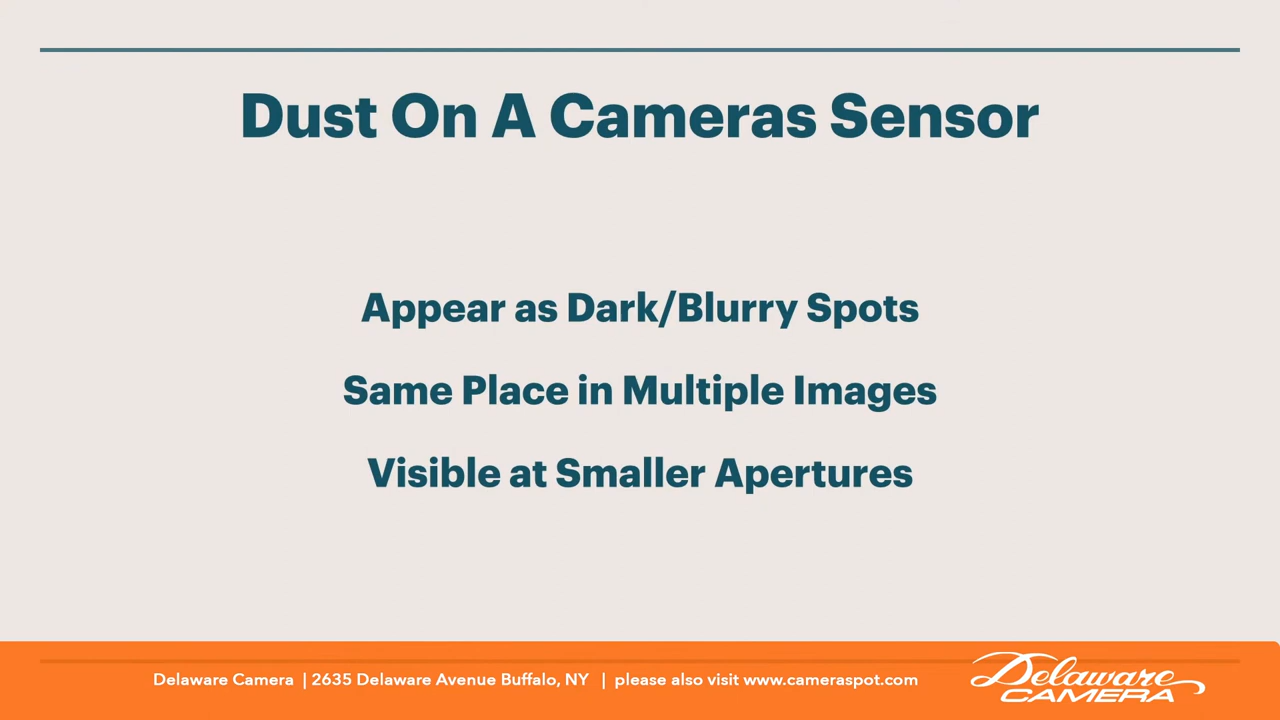 Dust On A Cameras Sensor
Appear as Dark/Blurry Spots
Same Place in Multiple Images
Visible at Smaller Apertures
Delaware Camera | 2635 Delaware Avenue Buffalo, NY | please also visit www.cameraspot.com
Delaware
CAMERA